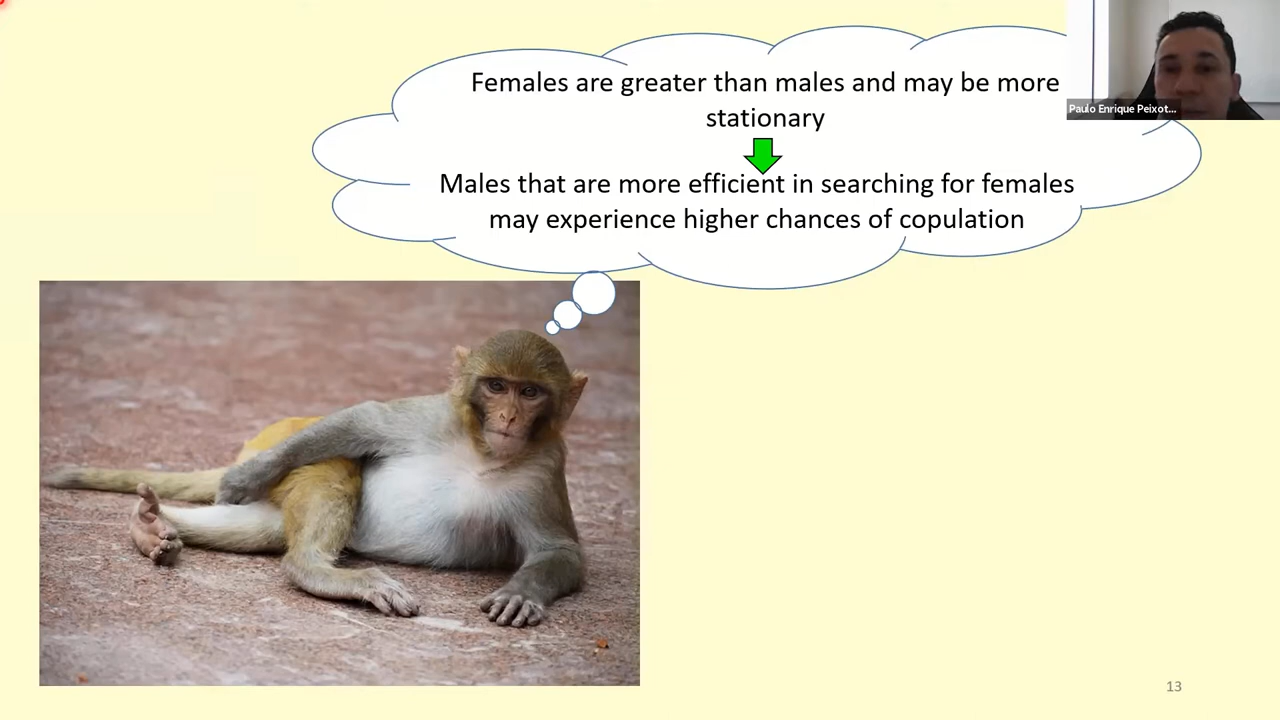 Females are greater than males and may be more
stationary
Males that are more efficient in searching for females
may experience higher chances of copulation
Paulo Enrique Peixot...
13